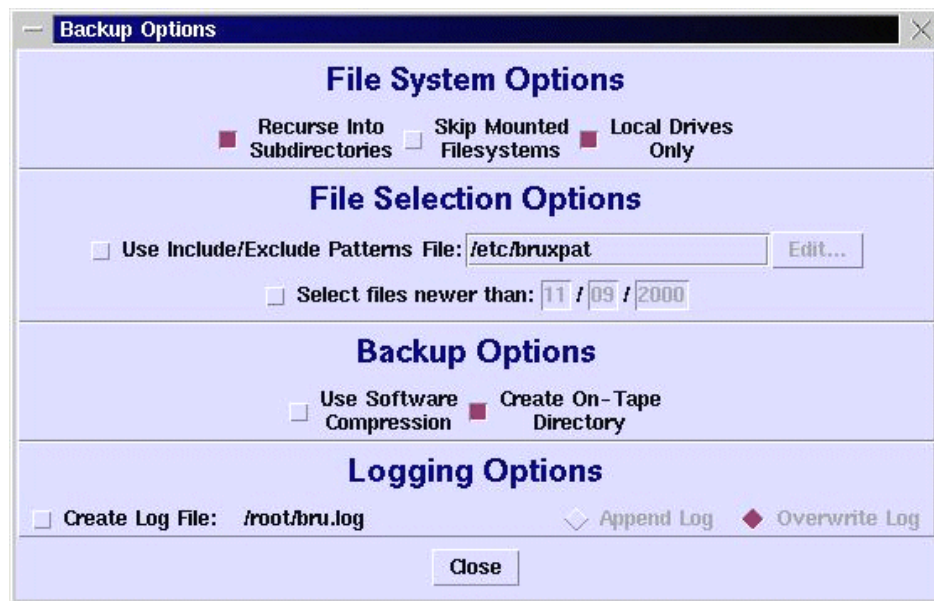 Backup Options
File System Options
Recurse Into Subdirectories
Skip Mounted Filesystems
Local Drives Only
File Selection Options
Use Include/Exclude Patterns File: /etc/bruxpat Edit...
Select files newer than: 11 / 09 / 2000
Backup Options
Use Software Compression
Create On-Tape Directory
Logging Options
Create Log File: /root/bru.log Append Log Overwrite Log
Close